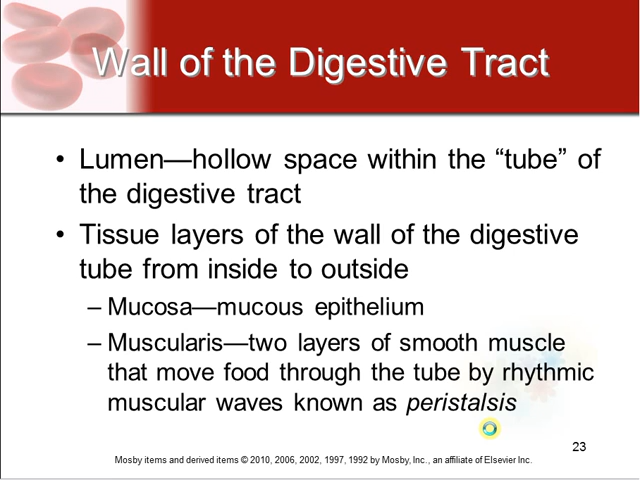 Wall of the Digestive Tract
• Lumen—hollow space within the “tube” of
the digestive tract
• Tissue layers of the wall of the digestive
tube from inside to outside
– Mucosa—mucous epithelium
– Muscularis—two layers of smooth muscle
that move food through the tube by rhythmic
muscular waves known as peristalsis
23
Mosby items and derived items © 2010, 2006, 2002, 1997, 1992 by Mosby, Inc., an affiliate of Elsevier Inc.